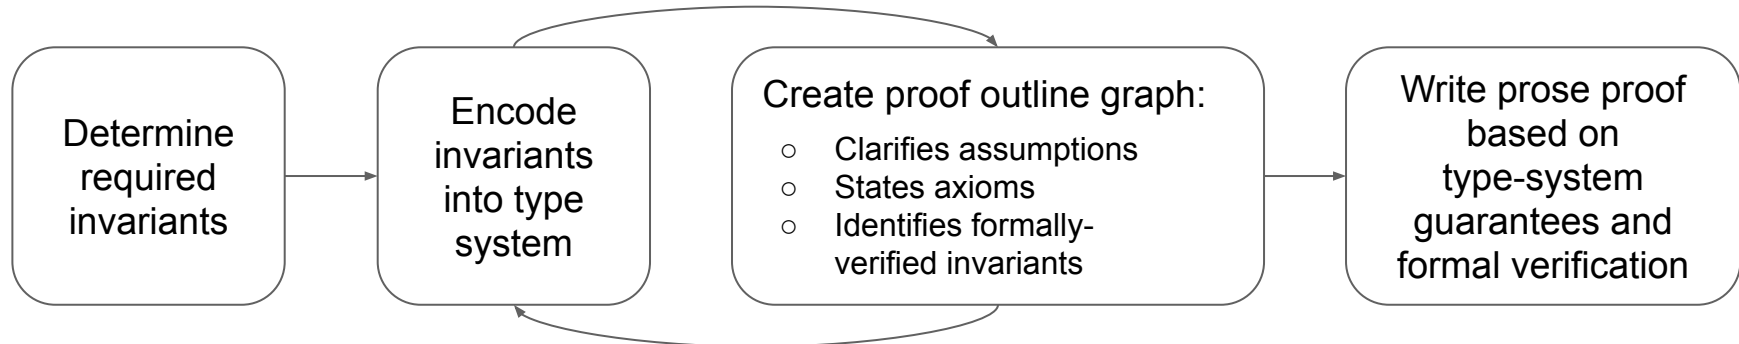 Determine
required
invariants
Encode
invariants
into type
system
Create proof outline graph:
○ Clarifies assumptions
○ States axioms
○ Identifies formally-
verified invariants
Write prose proof
based on
type-system
guarantees and
formal verification